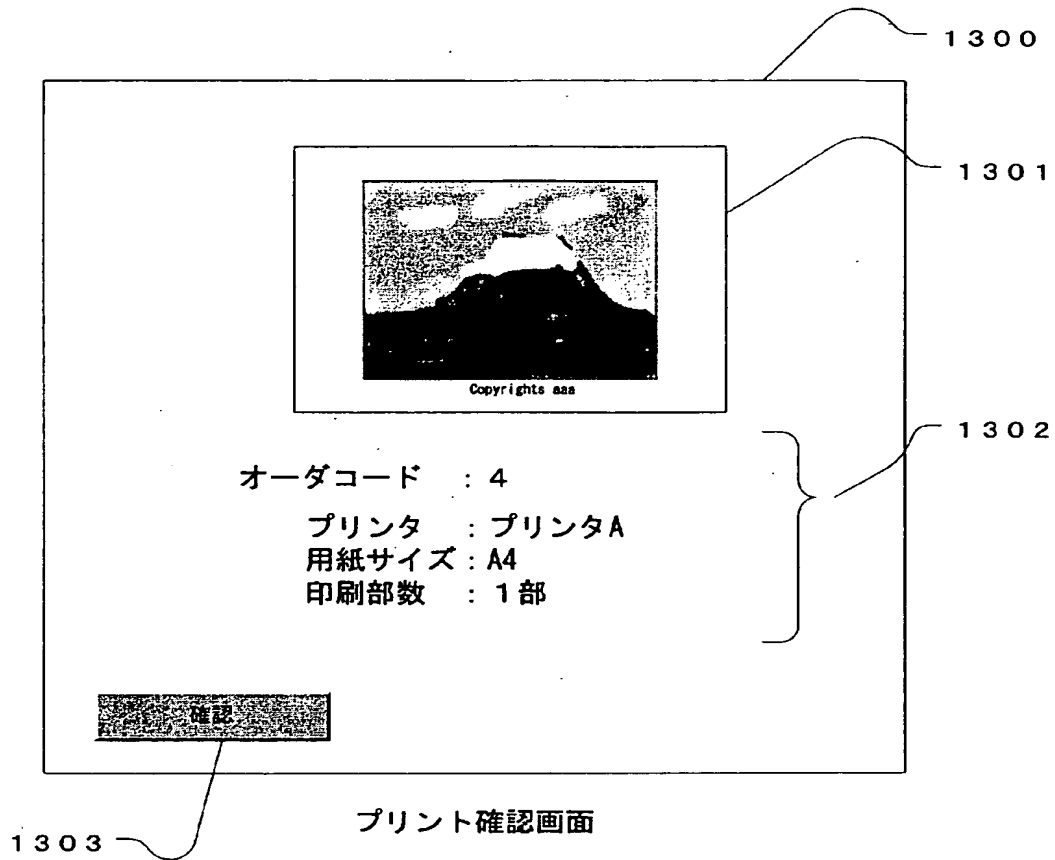 1300
1301
Copyrights aaa
1302
オーダコード : 4
プリンタ : プリンタA
用紙サイズ : A4
印刷部数 : 1部
確認
プリント確認画面
1303